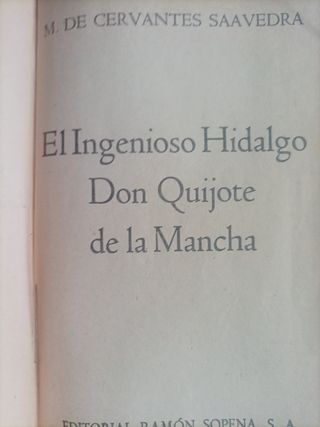 M. DE CERVANTES SAAVEDRA
El Ingenioso Hidalgo
Don Quijote
de la Mancha
EDITORIAL RAMÓN SOPENA, S. A.